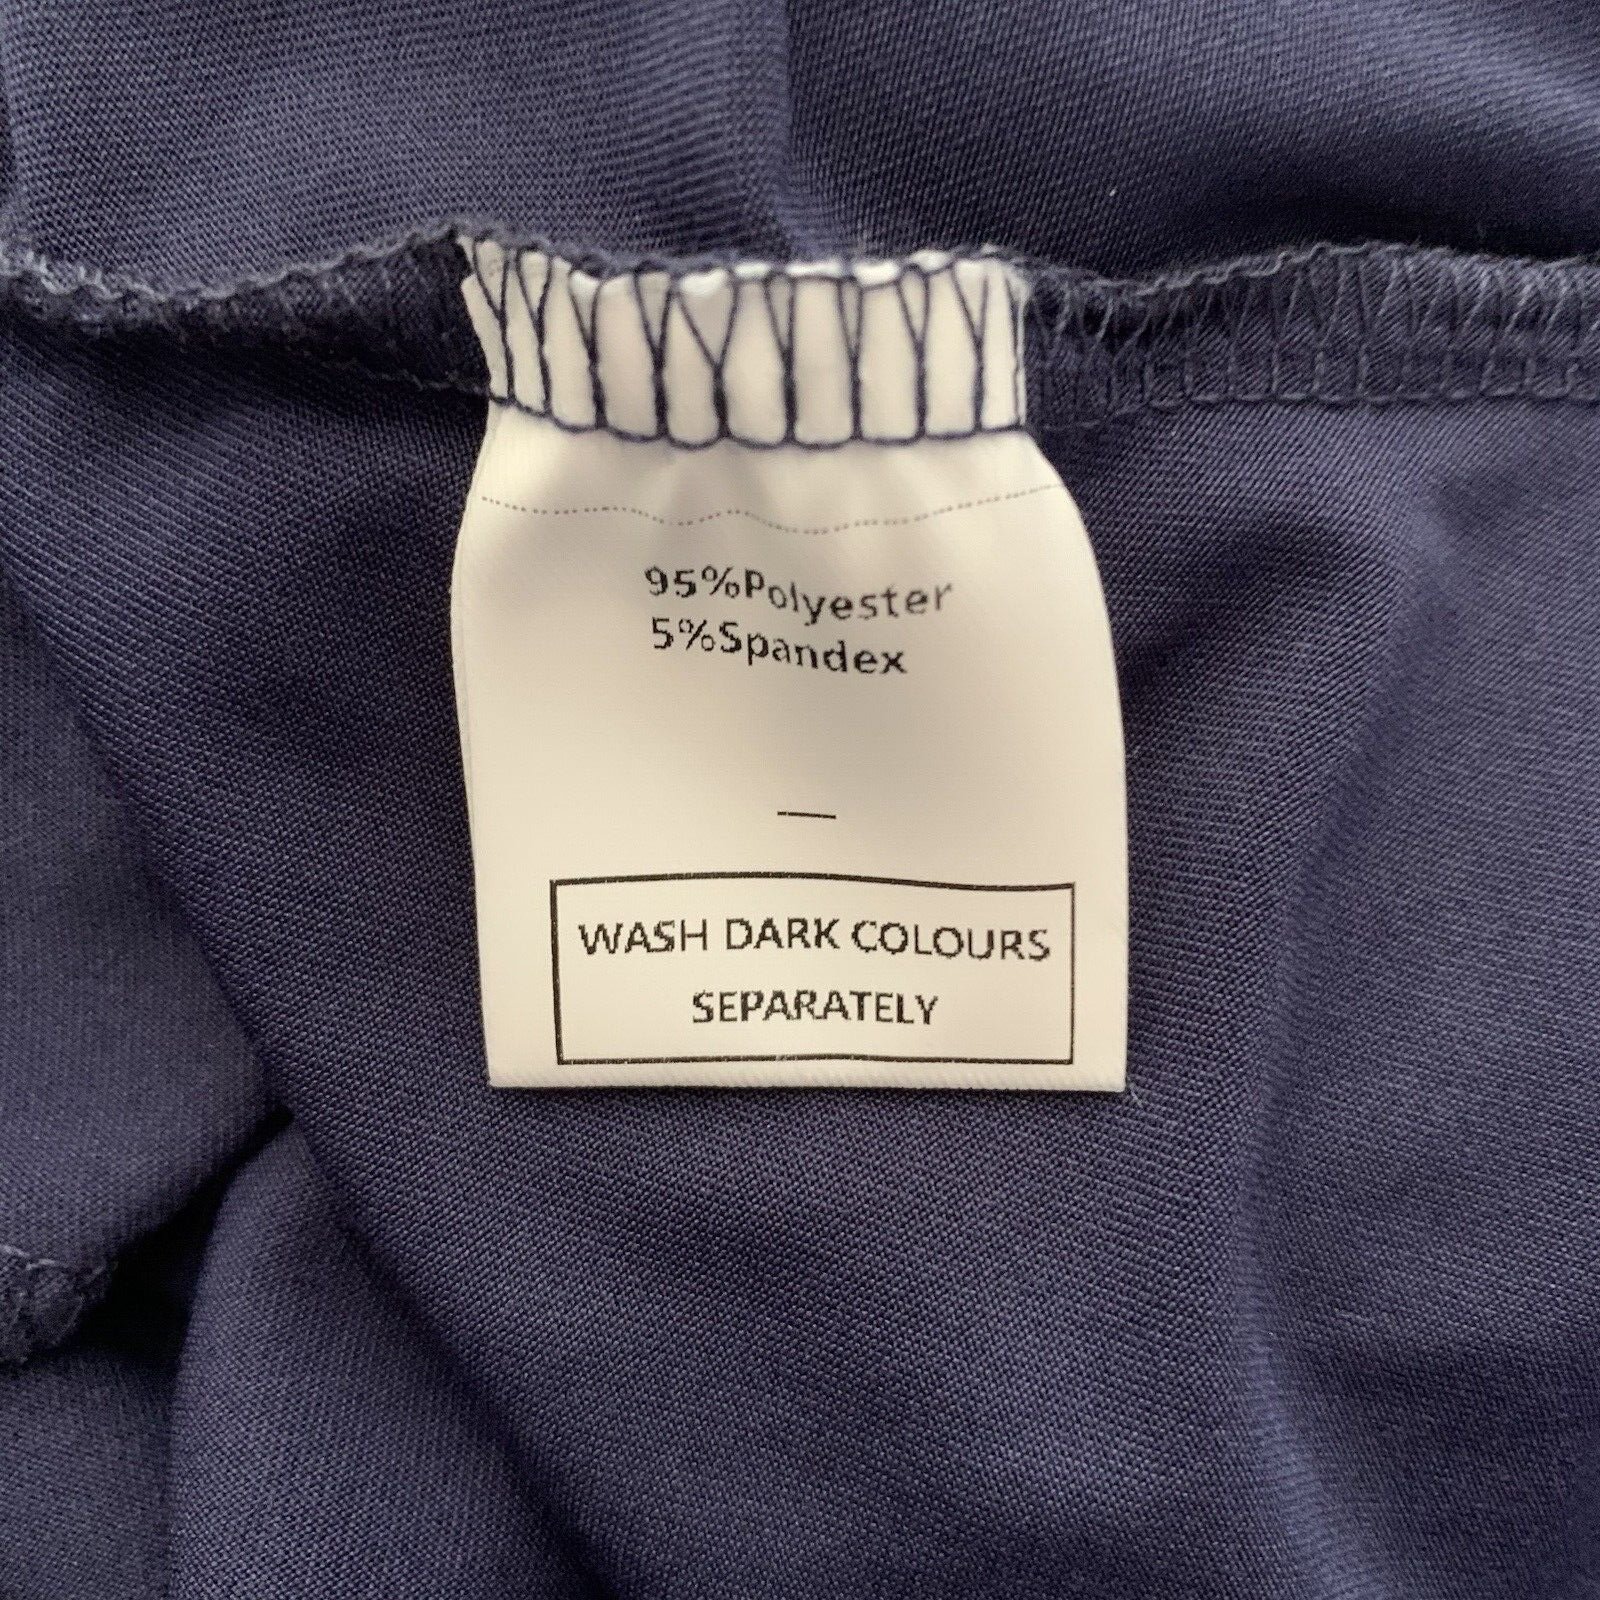 95%Polyester
5%Spandex
—
WASH DARK COLOURS
SEPARATELY